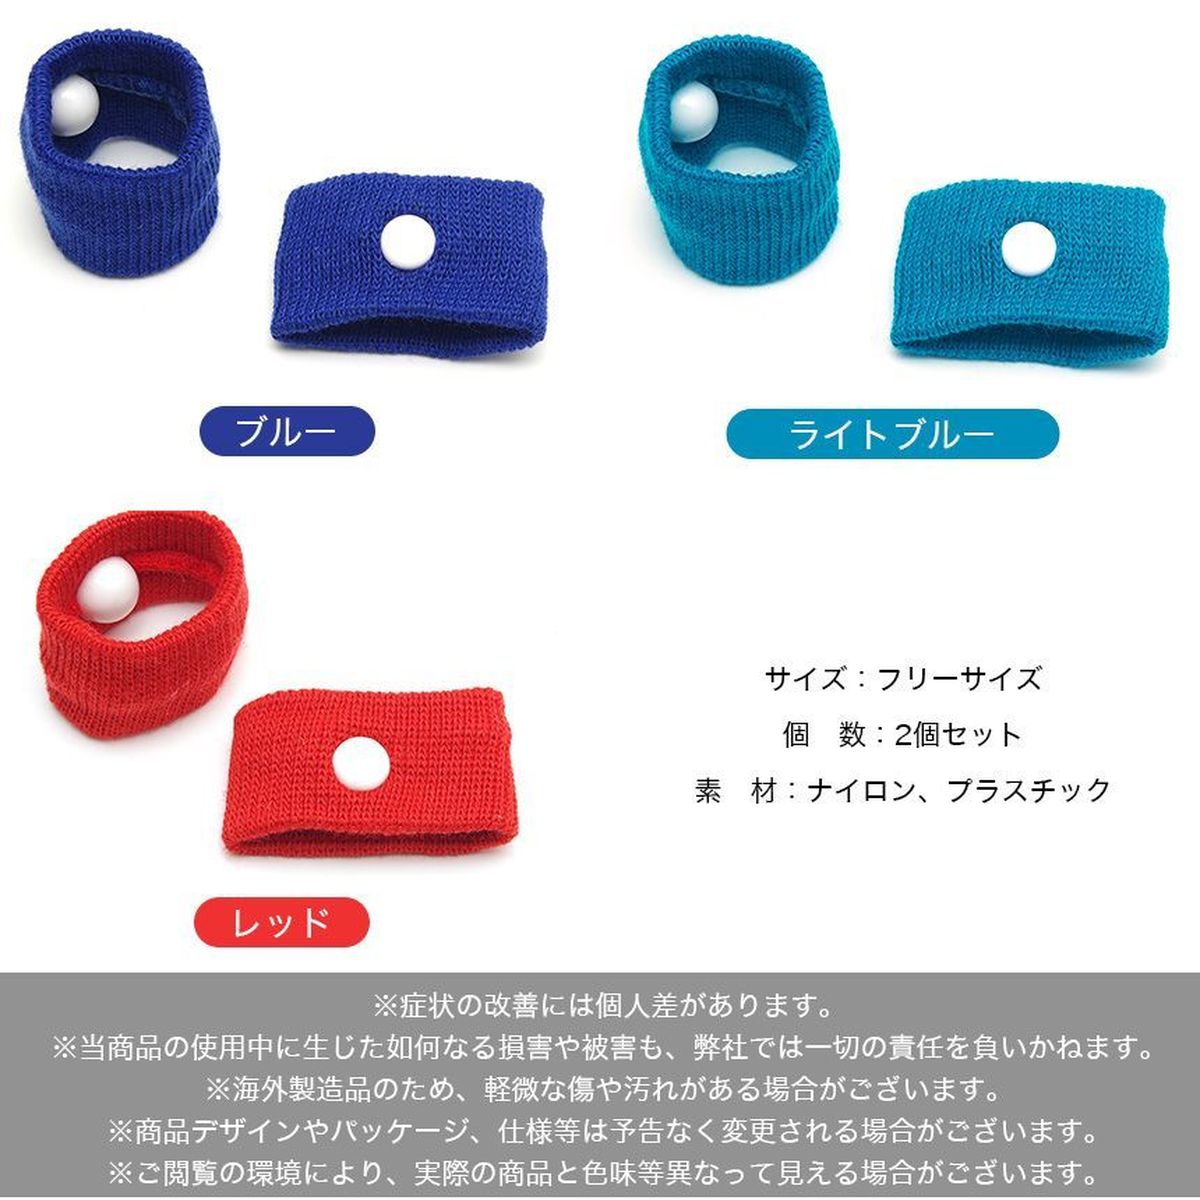 ブルー
ライトブルー
レッド
サイズ：フリーサイズ
個　数：2個セット
素　材：ナイロン、プラスチック
※症状の改善には個人差があります。
※当商品の使用中に生じた如何なる損害や被害も、弊社では一切の責任を負いかねます。
※海外製造品のため、軽微な傷や汚れがある場合がございます。
※商品デザインやパッケージ、仕様等は予告なく変更される場合がございます。
※ご閲覧の環境により、実際の商品と色味等異なって見える場合がございます。